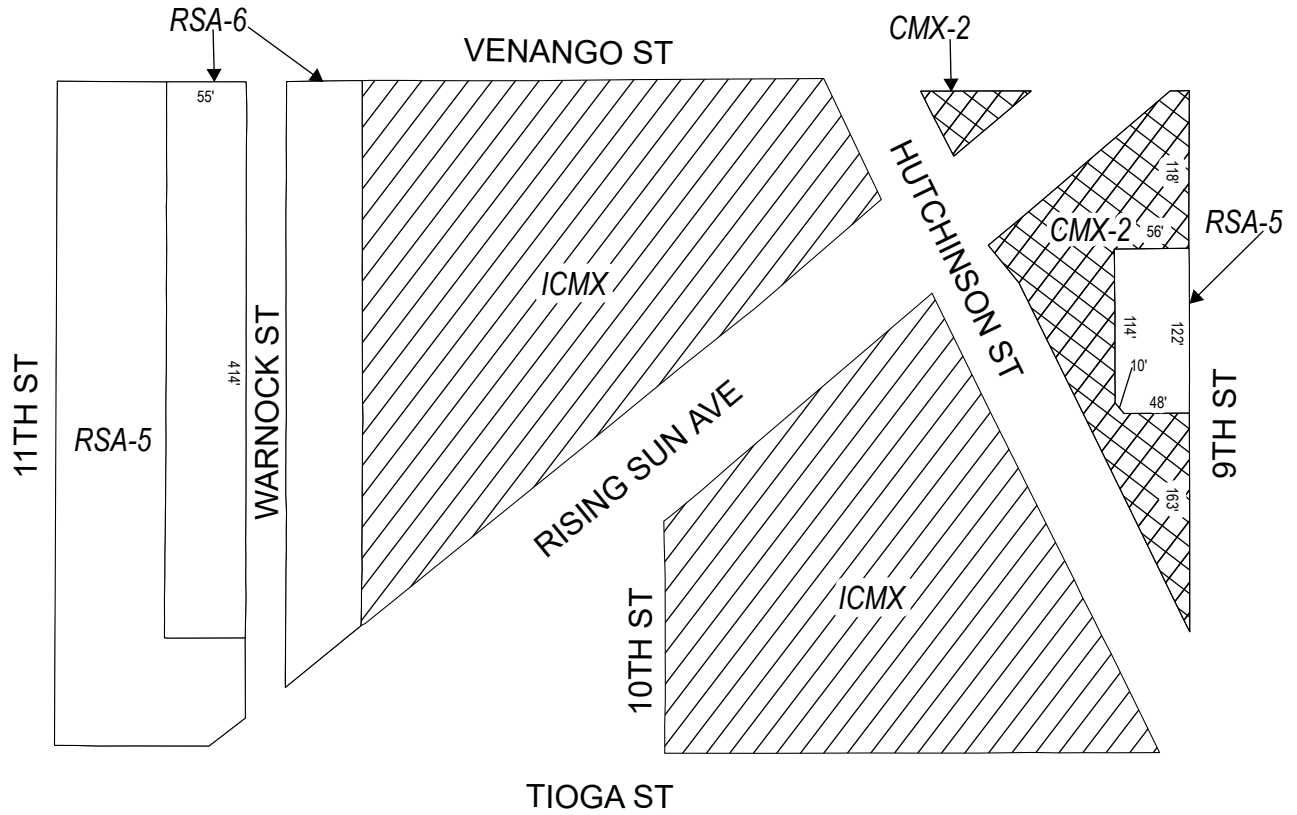 RSA-6
VENANGO ST
CMX-2
55'
118'
HUTCHINSON ST
CMX-2
56'
RSA-5
ICMX
11TH ST
RSA-5
WARNOCK ST
414'
RISING SUN AVE
114'
122'
10'
48'
9TH ST
163'
ICMX
10TH ST
TIOGA ST